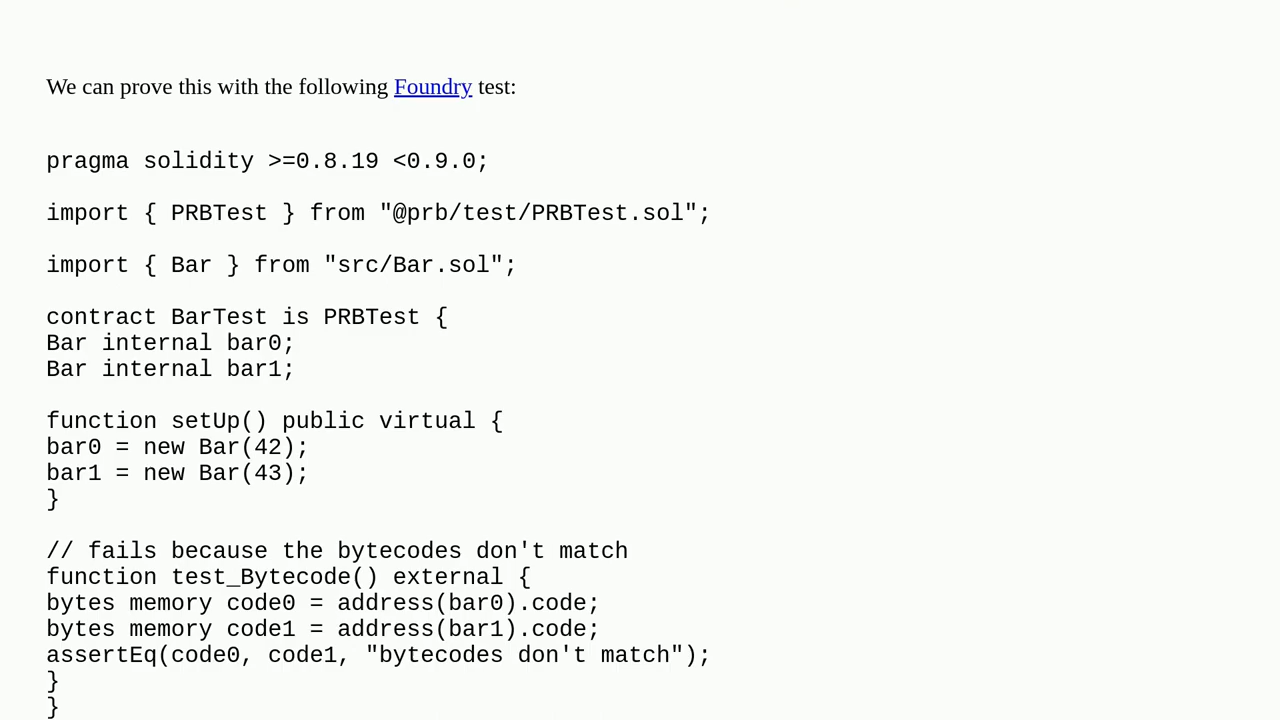 We can prove this with the following Foundry test:
pragma solidity >=0.8.19 <0.9.0;
import { PRBTest } from "@prb/test/PRBTest.sol";
import { Bar } from "src/Bar.sol";
contract BarTest is PRBTest {
Bar internal bar0;
Bar internal bar1;
function setUp() public virtual {
bar0 = new Bar(42);
bar1 = new Bar(43);
}
// fails because the bytecodes don't match
function test_Bytecode() external {
bytes memory code0 = address(bar0).code;
bytes memory code1 = address(bar1).code;
assertEq(code0, code1, "bytecodes don't match");
}
}